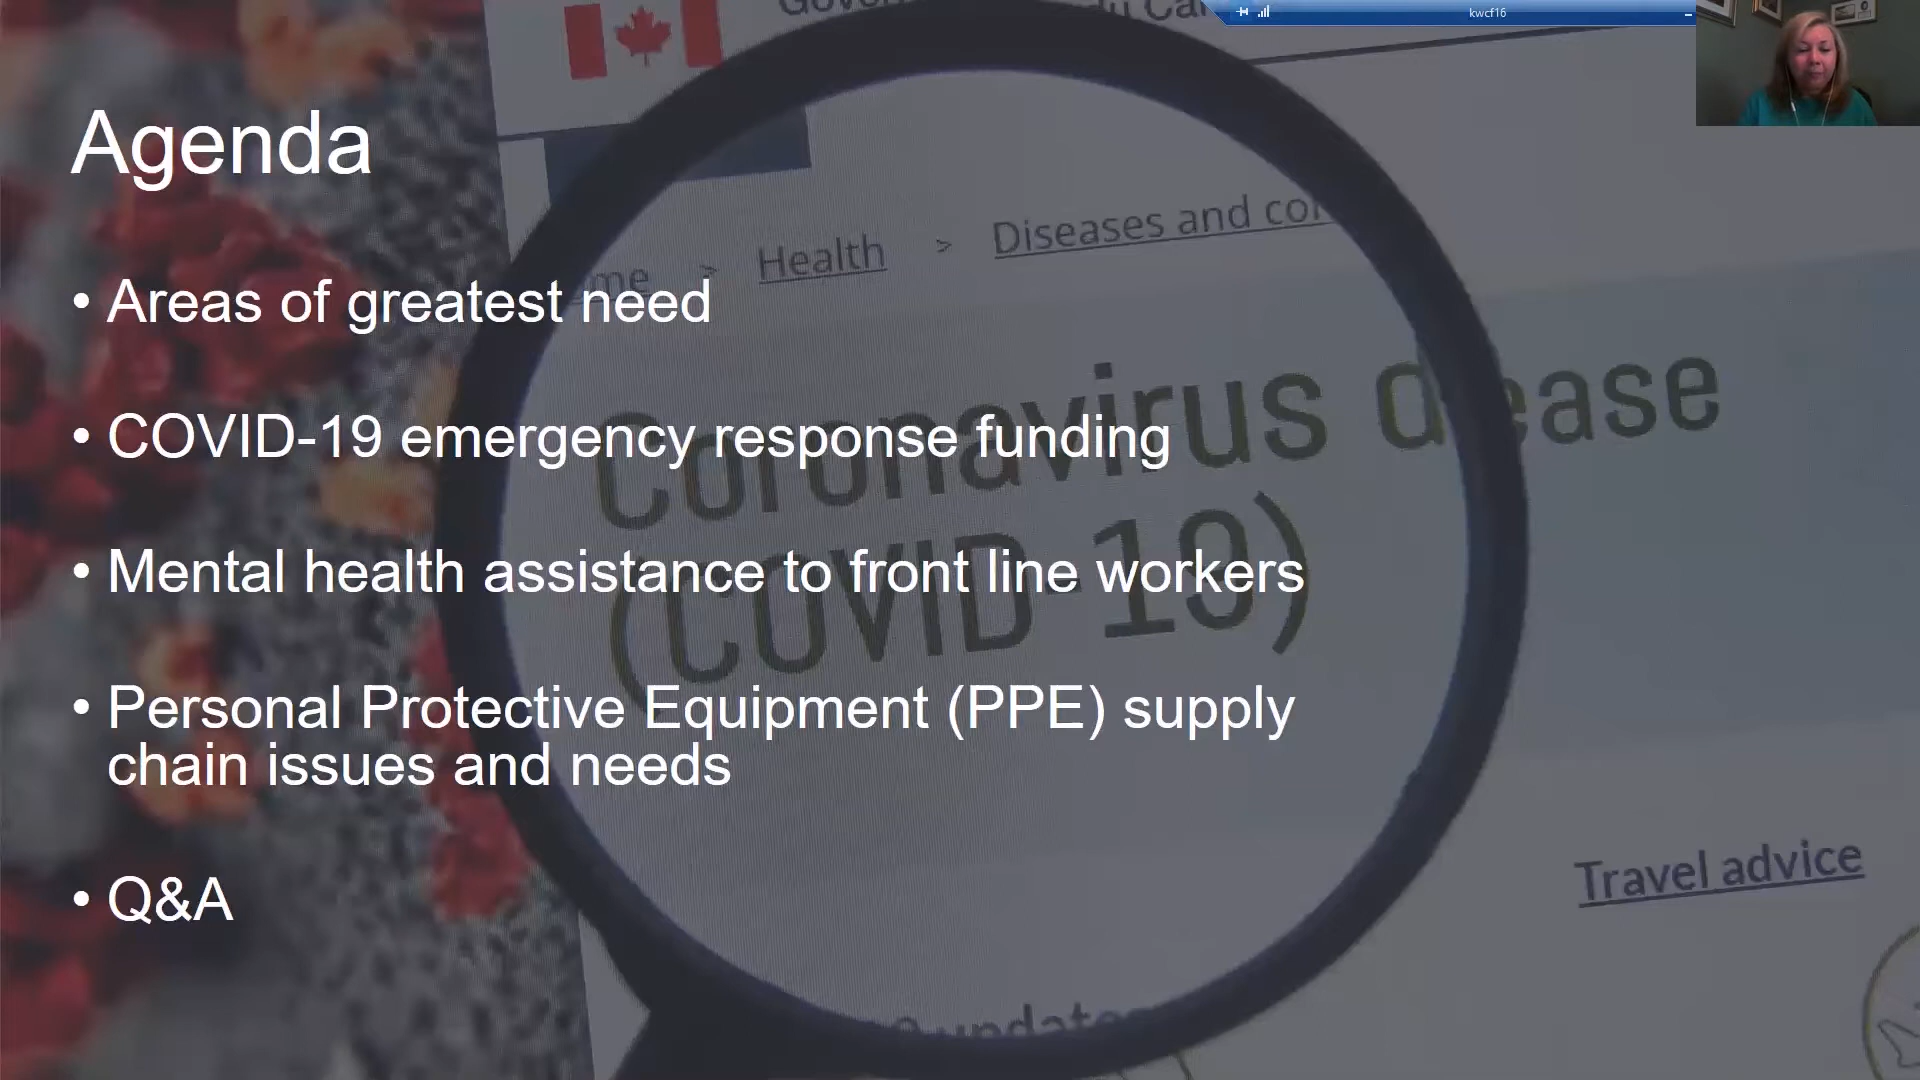 kwcf16
Agenda
Health > Diseases and
• Areas of greatest need
• COVID-19 emergency response funding
Coronavirus
(COVID-19)
• Mental health assistance to front line workers
• Personal Protective Equipment (PPE) supply
chain issues and needs
Travel advice
• Q&A